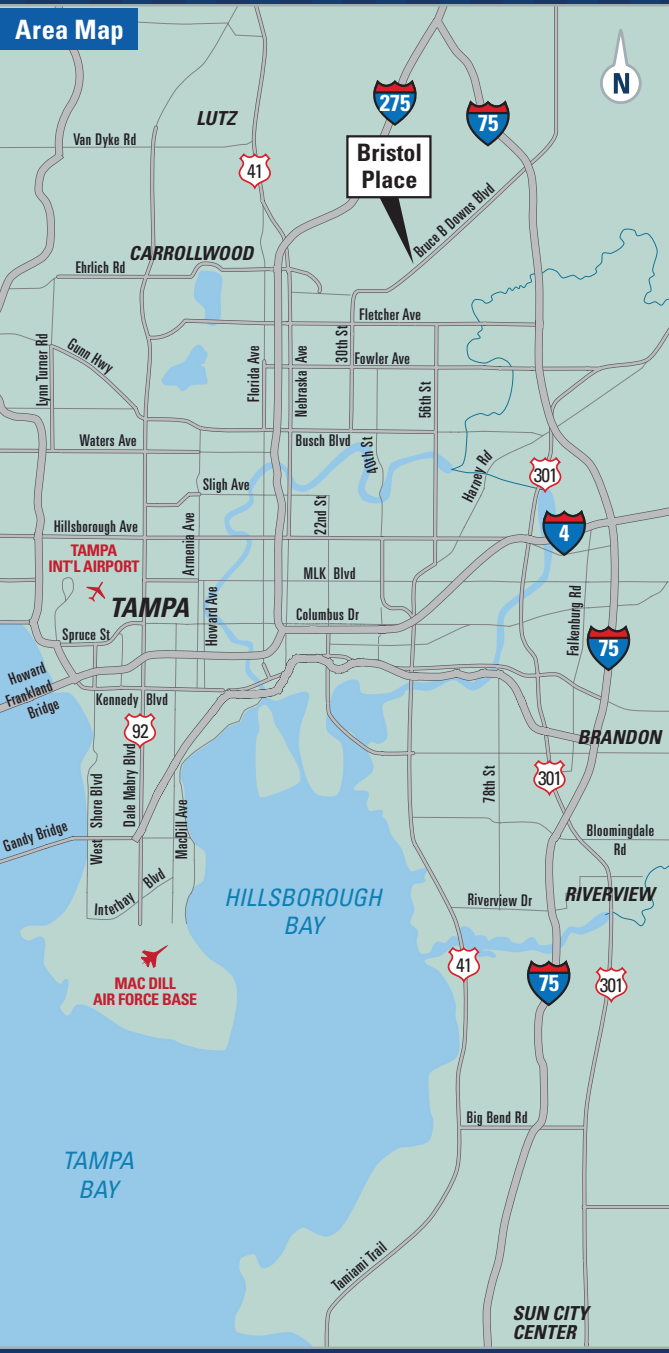 Area Map
N
LUTZ
275
75
Van Dyke Rd
41
Bristol
Place
Bruce B Downs Blvd
CARROLLWOOD
Ehrlich Rd
Fletcher Ave
30th St
Lynn Turner Rd
Gunn Hwy
Florida Ave
Nebraska Ave
Fowler Ave
56th St
Waters Ave
Busch Blvd
40th St
Harney Rd
301
Sligh Ave
22nd St
Hillsborough Ave
Armenia Ave
4
TAMPA
INT'L AIRPORT
MLK Blvd
TAMPA
Howard Ave
Columbus Dr
Falkenburg Rd
Spruce St
75
Howard
Frankland
Bridge
Kennedy Blvd
92
BRANDON
West Shore Blvd
Dale Mabry Blvd
MacDill Ave
78th St
301
Gandy Bridge
Bloomingdale
Rd
Interbay Blvd
HILLSBOROUGH
BAY
Riverview Dr
RIVERVIEW
41
75
301
MAC DILL
AIR FORCE BASE
Big Bend Rd
TAMPA
BAY
Tamiami Trail
SUN CITY
CENTER